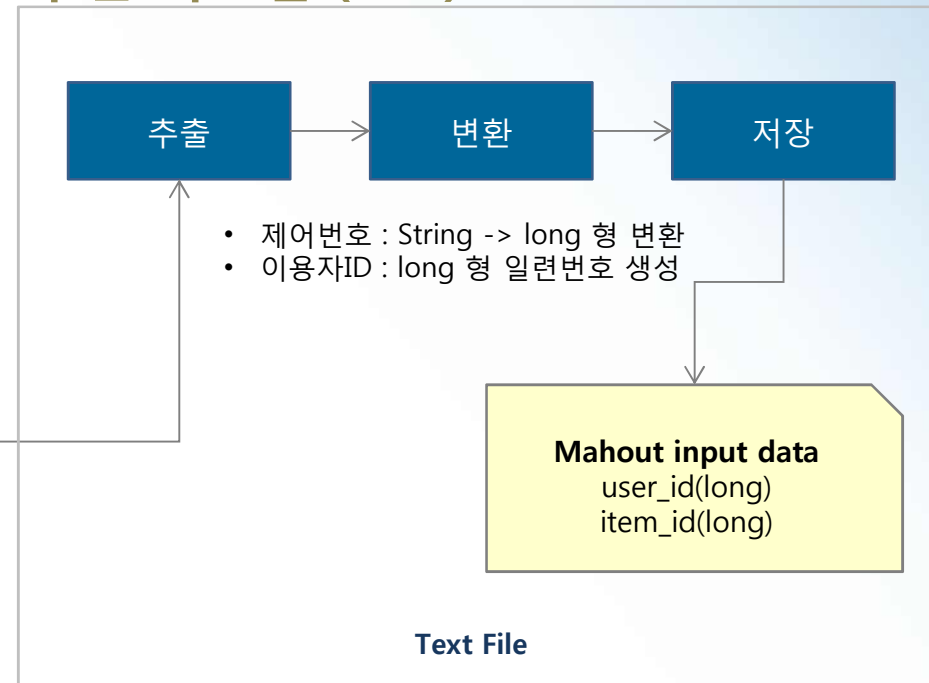 추출
변환
저장
• 제어번호 : String -> long 형 변환
• 이용자ID : long 형 일련번호 생성
Mahout input data
user_id(long)
item_id(long)
Text File